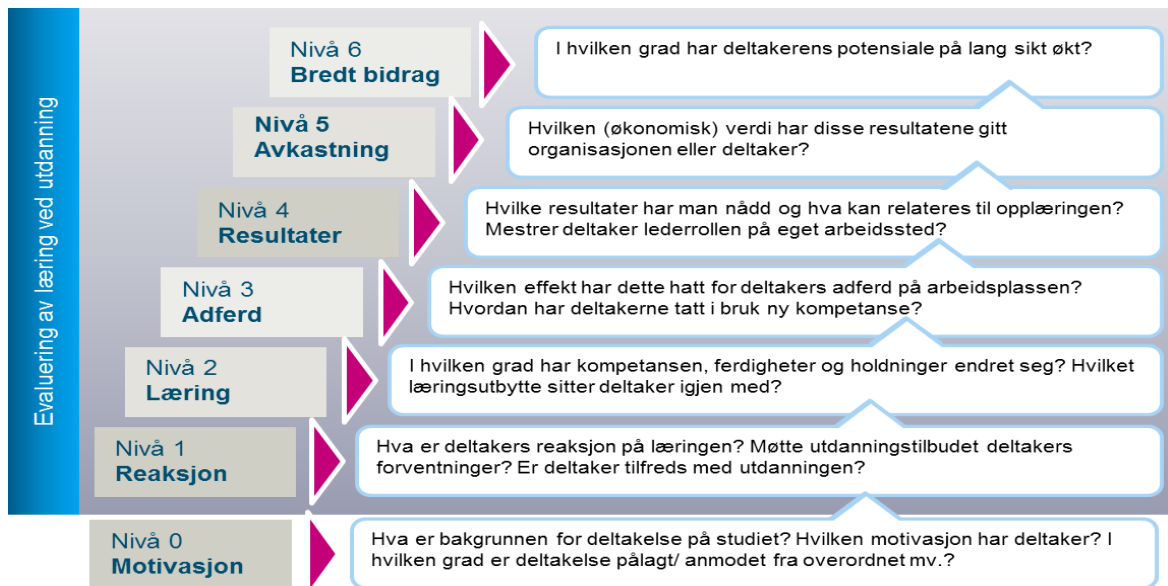 Evaluering av læring ved utdanning
Nivå 6
Bredt bidrag
I hvilken grad har deltakerens potensiale på lang sikt økt?
Nivå 5
Avkastning
Hvilken (økonomisk) verdi har disse resultatene gitt
organisasjonen eller deltaker?
Nivå 4
Resultater
Hvilke resultater har man nådd og hva kan relateres til opplæringen?
Mestrer deltaker lederrollen på eget arbeidssted?
Nivå 3
Adferd
Hvilken effekt har dette hatt for deltakers adferd på arbeidsplassen?
Hvordan har deltakerne tatt i bruk ny kompetanse?
Nivå 2
Læring
I hvilken grad har kompetansen, ferdigheter og holdninger endret seg? Hvilket
læringsutbytte sitter deltaker igjen med?
Nivå 1
Reaksjon
Hva er deltakers reaksjon på læringen? Møtte utdanningstilbudet deltakers
forventninger? Er deltaker tilfreds med utdanningen?
Nivå 0
Motivasjon
Hva er bakgrunnen for deltakelse på studiet? Hvilken motivasjon har deltaker? I
hvilken grad er deltakelse pålagt/ anmodet fra overordnet mv.?